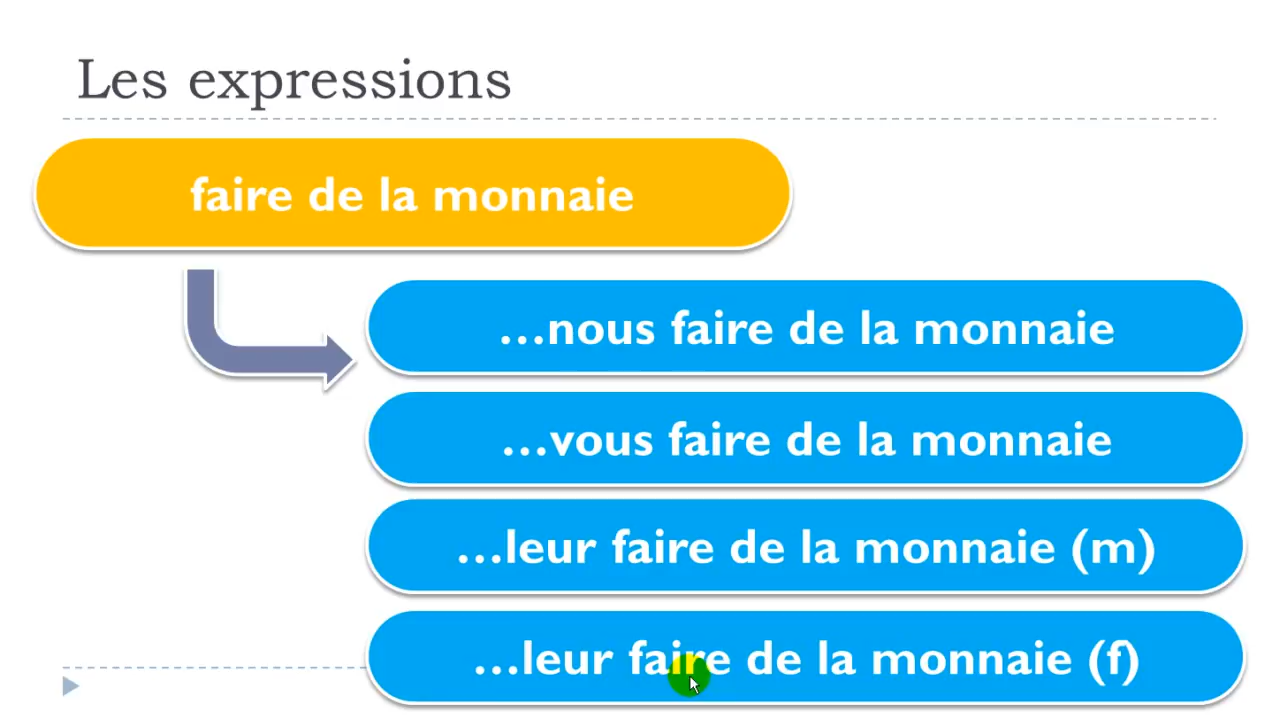 Les expressions
faire de la monnaie
…nous faire de la monnaie
…vous faire de la monnaie
…leur faire de la monnaie (m)
…leur faire de la monnaie (f)